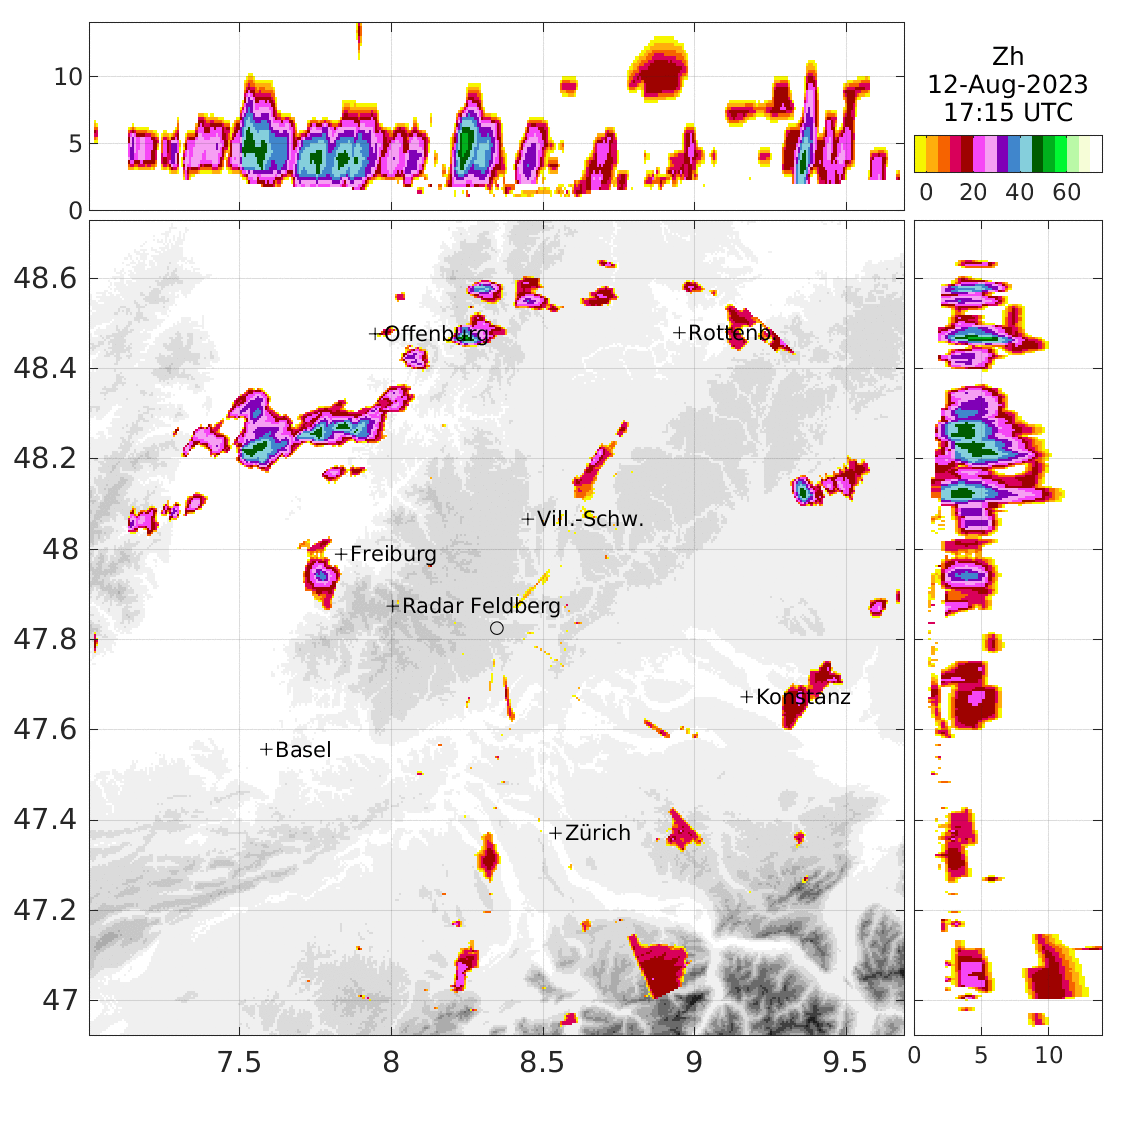 10
5
0
Zh
12-Aug-2023
17:15 UTC
0 20 40 60
48.6
48.4
48.2
48
47.8
47.6
47.4
47.2
47
+Offenburg
+Rottenb.
+Vill.-Schw.
+Freiburg
+Radar Feldberg
+Konstanz
+Basel
+Zürich
7.5 8 8.5 9 9.5
0 5 10